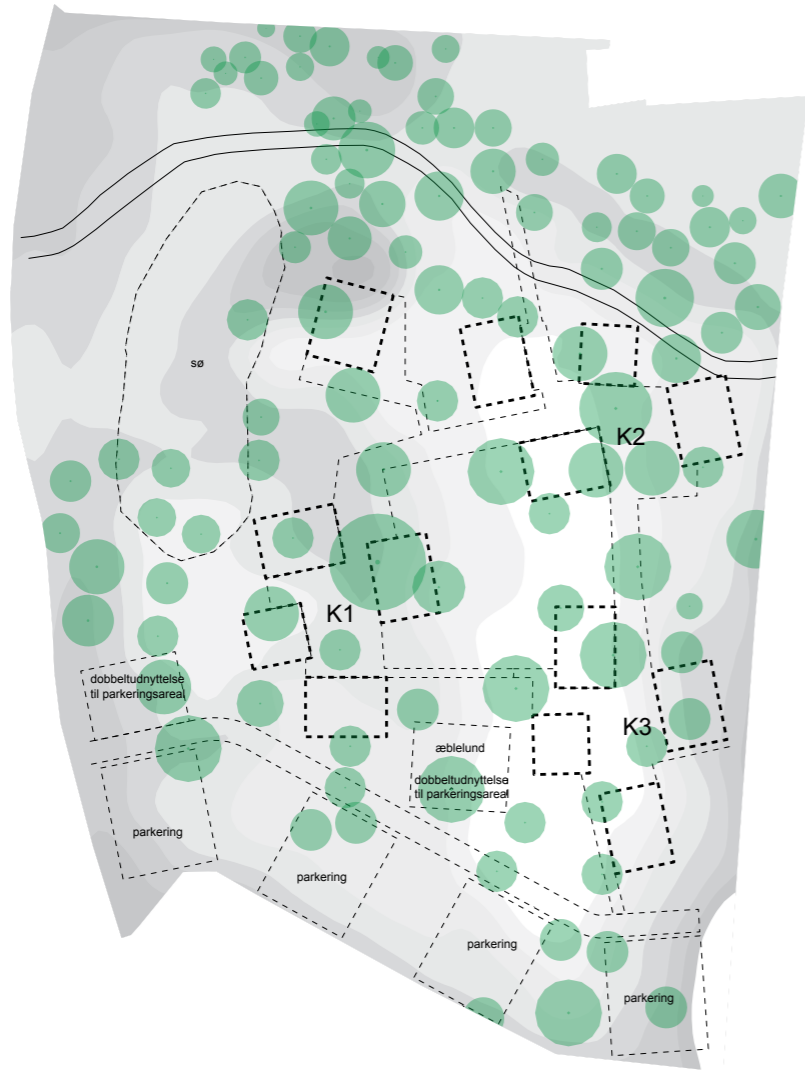 sø
K2
K1
dobbeltudnyttelse
til parkeringsareal
K3
æblelund
dobbeltudnyttelse
til parkeringsareal
parkering
parkering
parkering
parkering